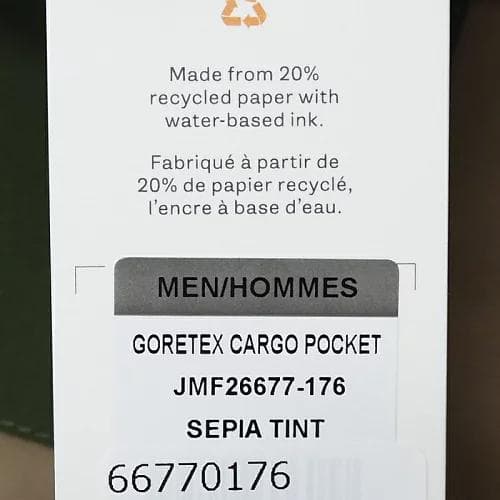 Made from 20%
recycled paper with
water-based ink.
Fabriqué à partir de
20% de papier recyclé,
l'encre à base d'eau.
MEN/HOMMES
GORETEX CARGO POCKET
JMF26677-176
SEPIA TINT
66770176